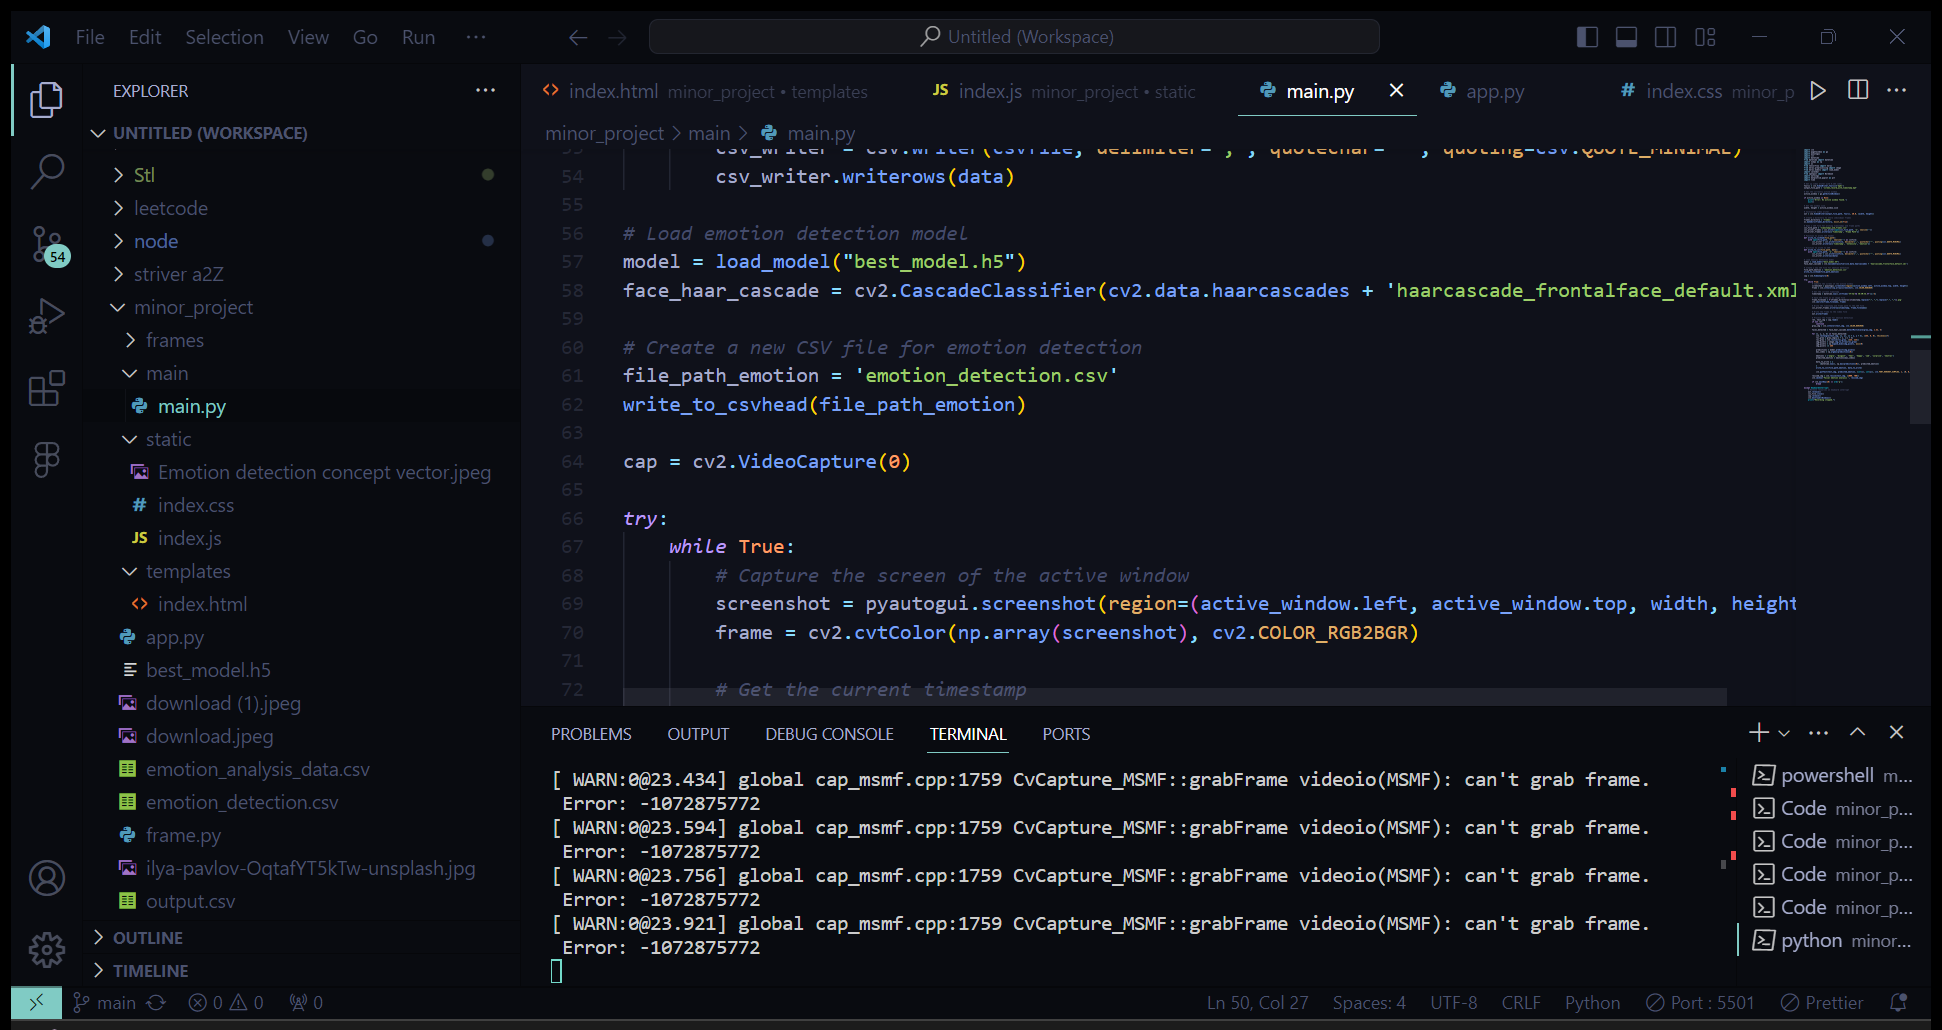 File Edit Selection View Go Run ···
Untitled (Workspace)
EXPLORER ···
UNTITLED (WORKSPACE)
Stl
leetcode
node
striver a2Z
minor_project
frames
main
main.py
static
Emotion detection concept vector.jpeg
# index.css
JS index.js
templates
<> index.html
app.py
best_model.h5
download (1).jpeg
download.jpeg
emotion_analysis_data.csv
emotion_detection.csv
frame.py
ilya-pavlov-OqtafYT5kTw-unsplash.jpg
output.csv
OUTLINE
TIMELINE
54
<> index.html minor_project • templates
JS index.js minor_project • static
main.py
app.py
# index.css minor_p
minor_project > main > main.py
53 csv_writer = csv.writer(csvfile, delimiter=',', quotechar=' ', quoting=csv.QUOTE_MINIMAL)
54 csv_writer.writerows(data)
55
56 # Load emotion detection model
57 model = load_model("best_model.h5")
58 face_haar_cascade = cv2.CascadeClassifier(cv2.data.haarcascades + 'haarcascade_frontalface_default.xml
59
60 # Create a new CSV file for emotion detection
61 file_path_emotion = 'emotion_detection.csv'
62 write_to_csvhead(file_path_emotion)
63
64 cap = cv2.VideoCapture(0)
65
66 try:
67 while True:
68 # Capture the screen of the active window
69 screenshot = pyautogui.screenshot(region=(active_window.left, active_window.top, width, height
70 frame = cv2.cvtColor(np.array(screenshot), cv2.COLOR_RGB2BGR)
71
72 # Get the current timestamp
PROBLEMS OUTPUT DEBUG CONSOLE TERMINAL PORTS
[ WARN:0@23.434] global cap_msmf.cpp:1759 CvCapture_MSMF::grabFrame videoio(MSMF): can't grab frame.
Error: -1072875772
[ WARN:0@23.594] global cap_msmf.cpp:1759 CvCapture_MSMF::grabFrame videoio(MSMF): can't grab frame.
Error: -1072875772
[ WARN:0@23.756] global cap_msmf.cpp:1759 CvCapture_MSMF::grabFrame videoio(MSMF): can't grab frame.
Error: -1072875772
[ WARN:0@23.921] global cap_msmf.cpp:1759 CvCapture_MSMF::grabFrame videoio(MSMF): can't grab frame.
Error: -1072875772
powershell m...
Code minor_p...
Code minor_p...
Code minor_p...
Code minor_p...
python minor...
main 0 0 0
Ln 50, Col 27 Spaces: 4 UTF-8 CRLF Python Port : 5501 Prettier